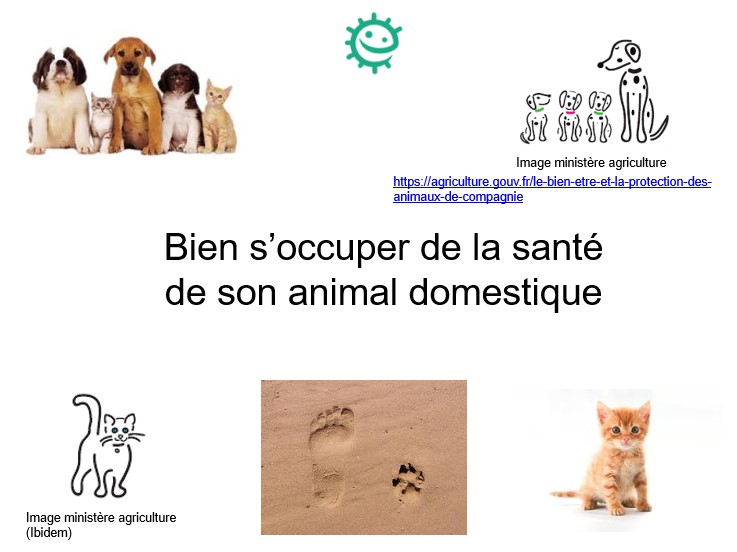 Image ministère agriculture
https://agriculture.gouv.fr/le-bien-etre-et-la-protection-des-
animaux-de-compagnie
Bien s’occuper de la santé
de son animal domestique
Image ministère agriculture
(Ibidem)